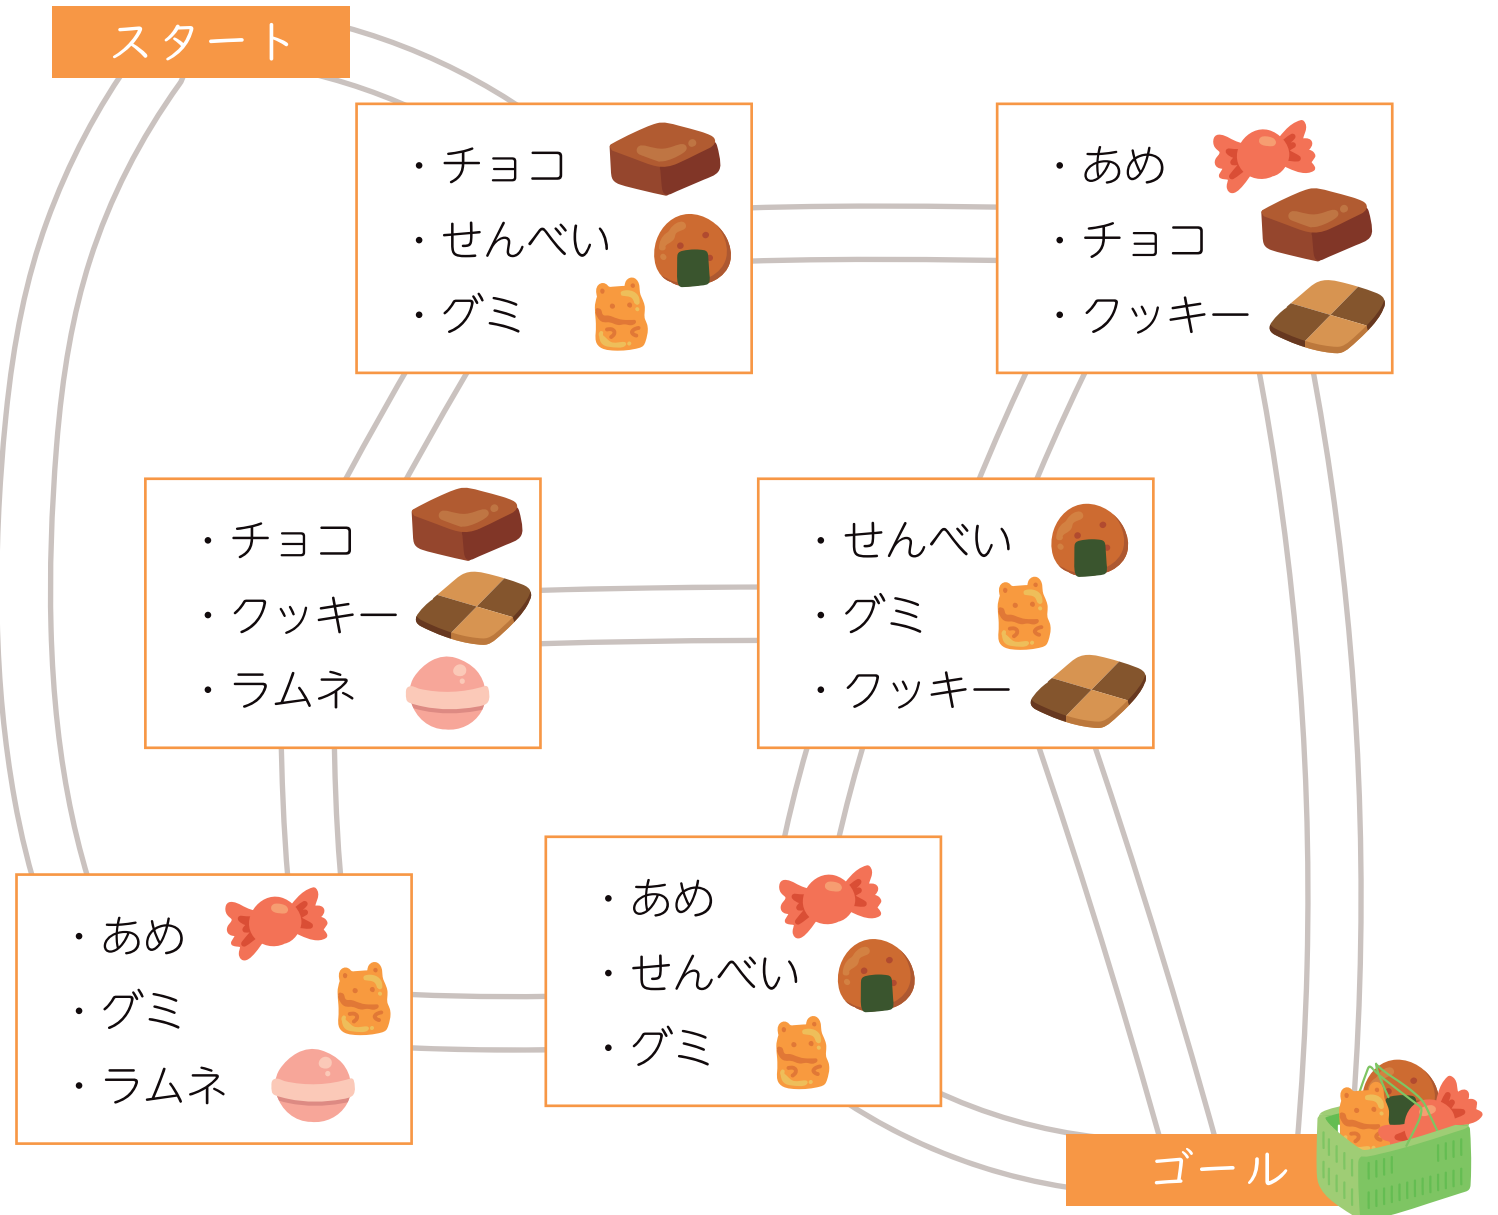 スタート
・チョコ
・せんべい
・グミ
・あめ
・チョコ
・クッキー
・チョコ
・クッキー
・ラムネ
・せんべい
・グミ
・クッキー
・あめ
・グミ
・ラムネ
・あめ
・せんべい
・グミ
ゴール